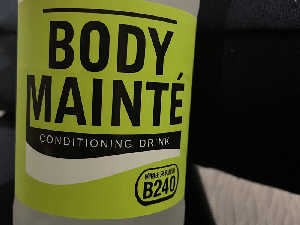 BODY
MAINTÉ
CONDITIONING DRINK
B240